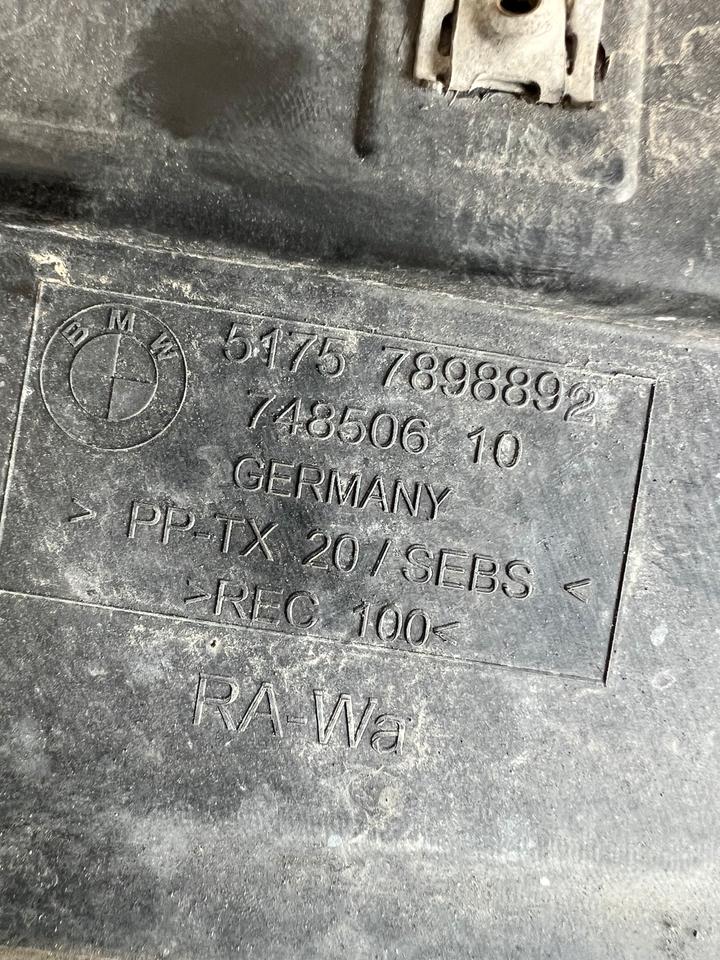 BMW
5175 7898892
748506 10
GERMANY
> PP-TX 20 / SEBS <
>REC 100<
RA-Wa